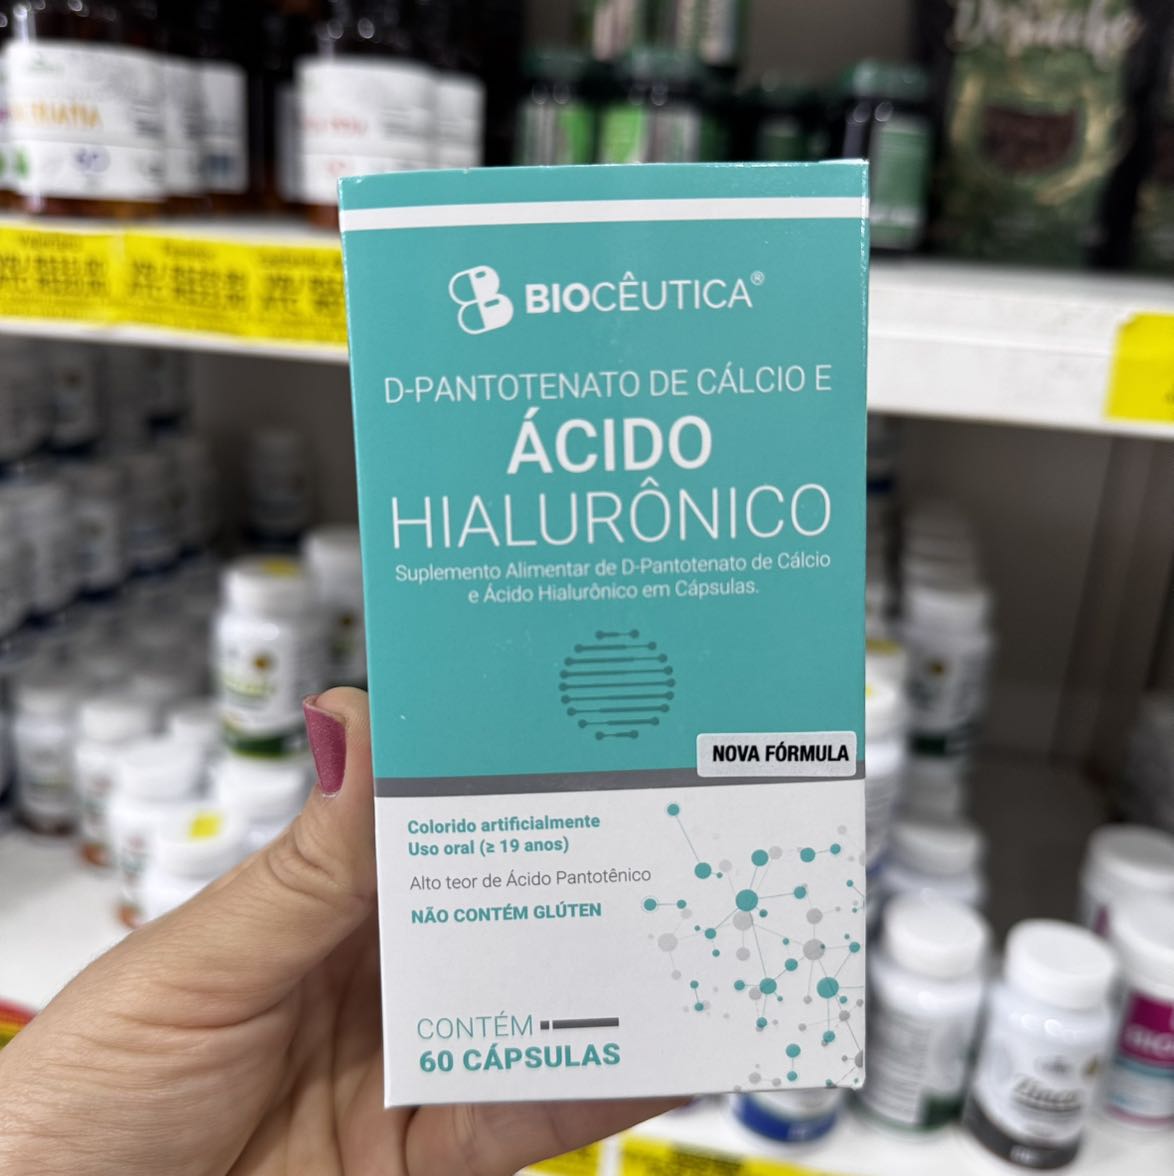 BIOCÊUTICA®
D-PANTOTENATO DE CÁLCIO E
ÁCIDO
HIALURÔNICO
Suplemento Alimentar de D-Pantotenato de Cálcio
e Ácido Hialurônico em Cápsulas.
NOVA FÓRMULA
Colorido artificialmente
Uso oral (≥ 19 anos)
Alto teor de Ácido Pantotênico
NÃO CONTÉM GLÚTEN
CONTÉM
60 CÁPSULAS